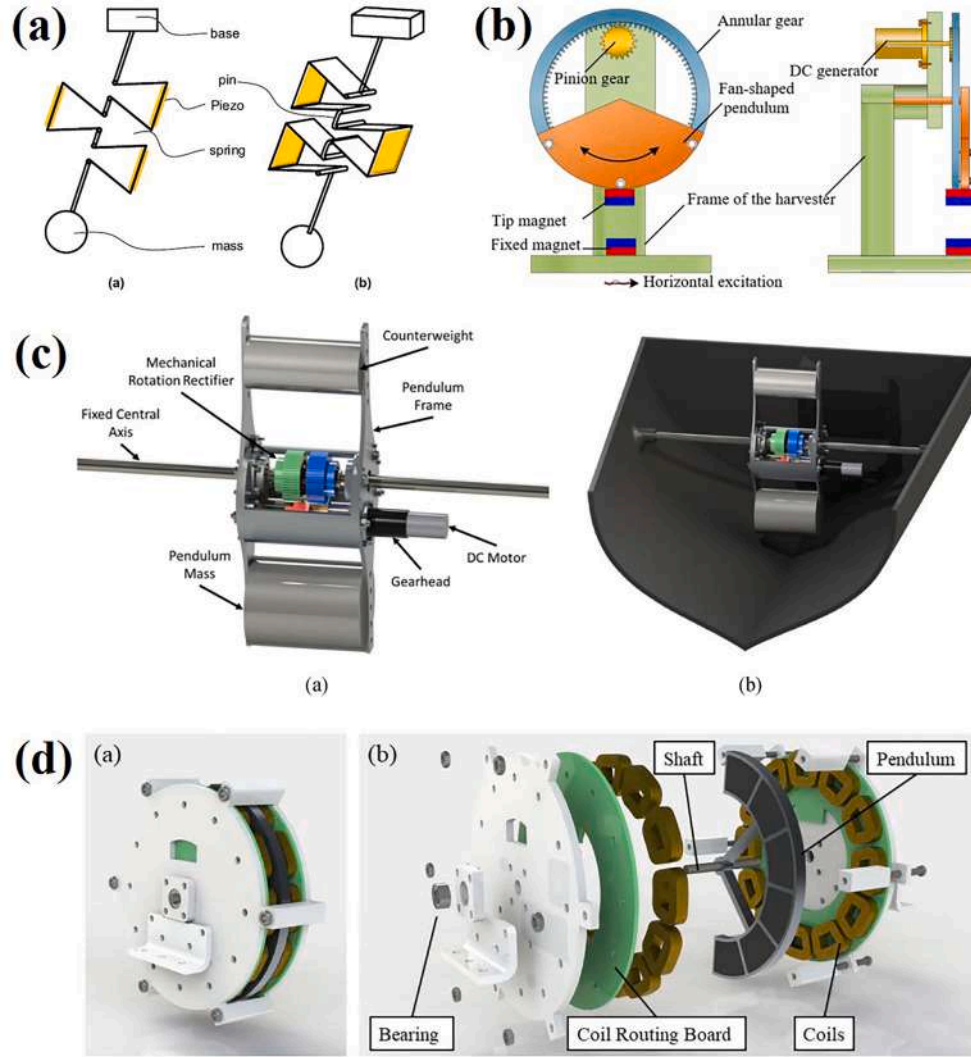 (a)
base
pin
Piezo
spring
mass
(a)
(b)
(b)
Annular gear
Pinion gear
DC generator
Fan-shaped
pendulum
Frame of the harvester
Tip magnet
Fixed magnet
Horizontal excitation
(c)
Counterweight
Mechanical
Rotation Rectifier
Pendulum
Frame
Fixed Central
Axis
DC Motor
Pendulum
Mass
Gearhead
(a)
(b)
(d)
(a)
(b)
Shaft
Pendulum
Bearing
Coil Routing Board
Coils